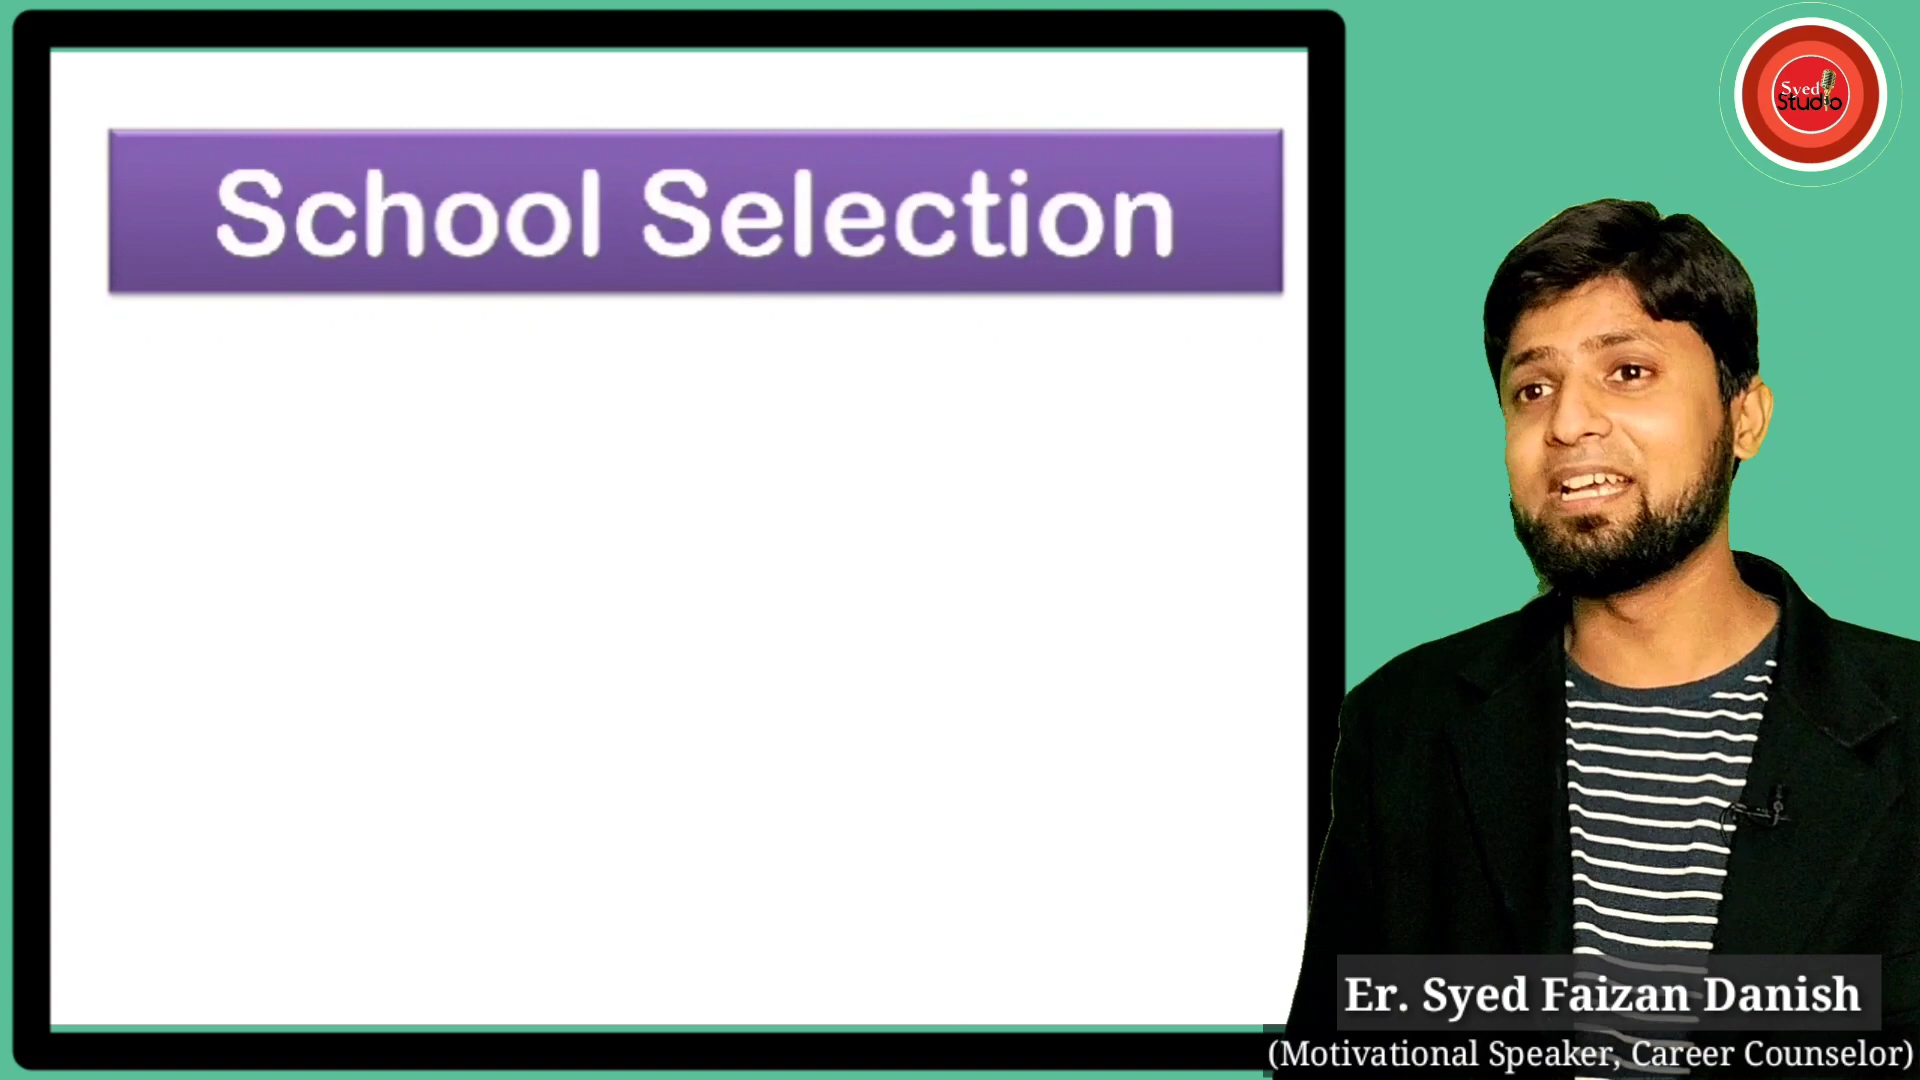 School Selection
Syed
Studio
Er. Syed Faizan Danish
(Motivational Speaker, Career Counselor)